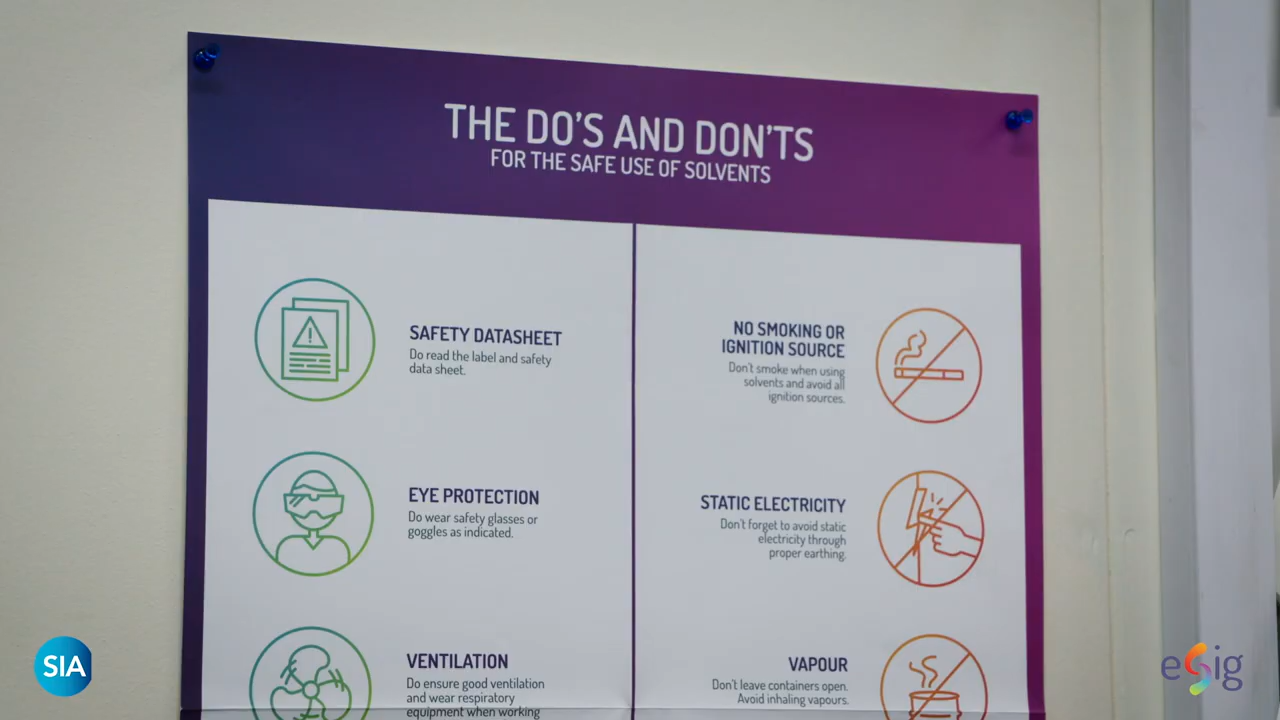 THE DO'S AND DON'TS
FOR THE SAFE USE OF SOLVENTS
SAFETY DATASHEET
Do read the label and safety
data sheet.
EYE PROTECTION
Do wear safety glasses or
goggles as indicated.
VENTILATION
Do ensure good ventilation
and wear respiratory
equipment when working
NO SMOKING OR
IGNITION SOURCE
Don't smoke when using
solvents and avoid all
ignition sources.
STATIC ELECTRICITY
Don't forget to avoid static
electricity through
proper earthing.
VAPOUR
Don't leave containers open.
Avoid inhaling vapours.
SIA
esig